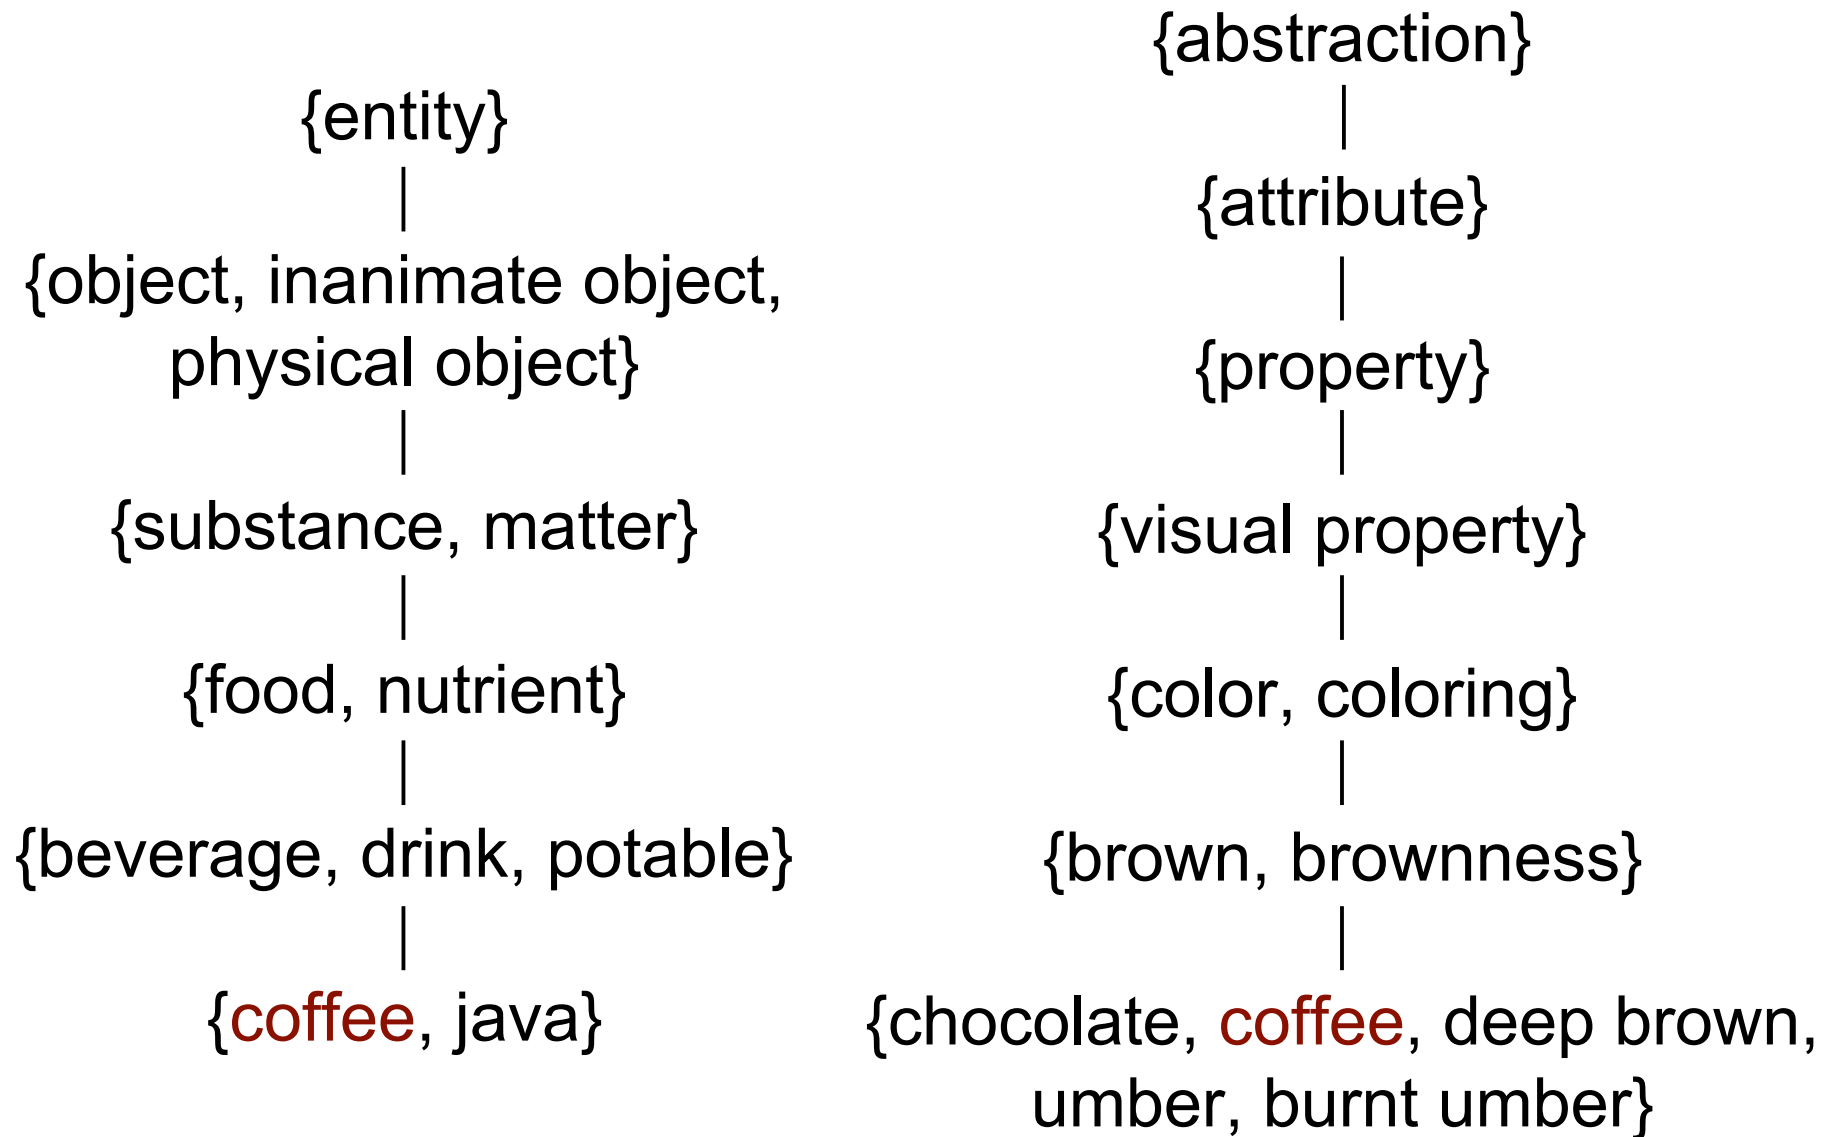 {entity}
{object, inanimate object,
physical object}
{substance, matter}
{food, nutrient}
{beverage, drink, potable}
{coffee, java}
{abstraction}
{attribute}
{property}
{visual property}
{color, coloring}
{brown, brownness}
{chocolate, coffee, deep brown,
umber, burnt umber}